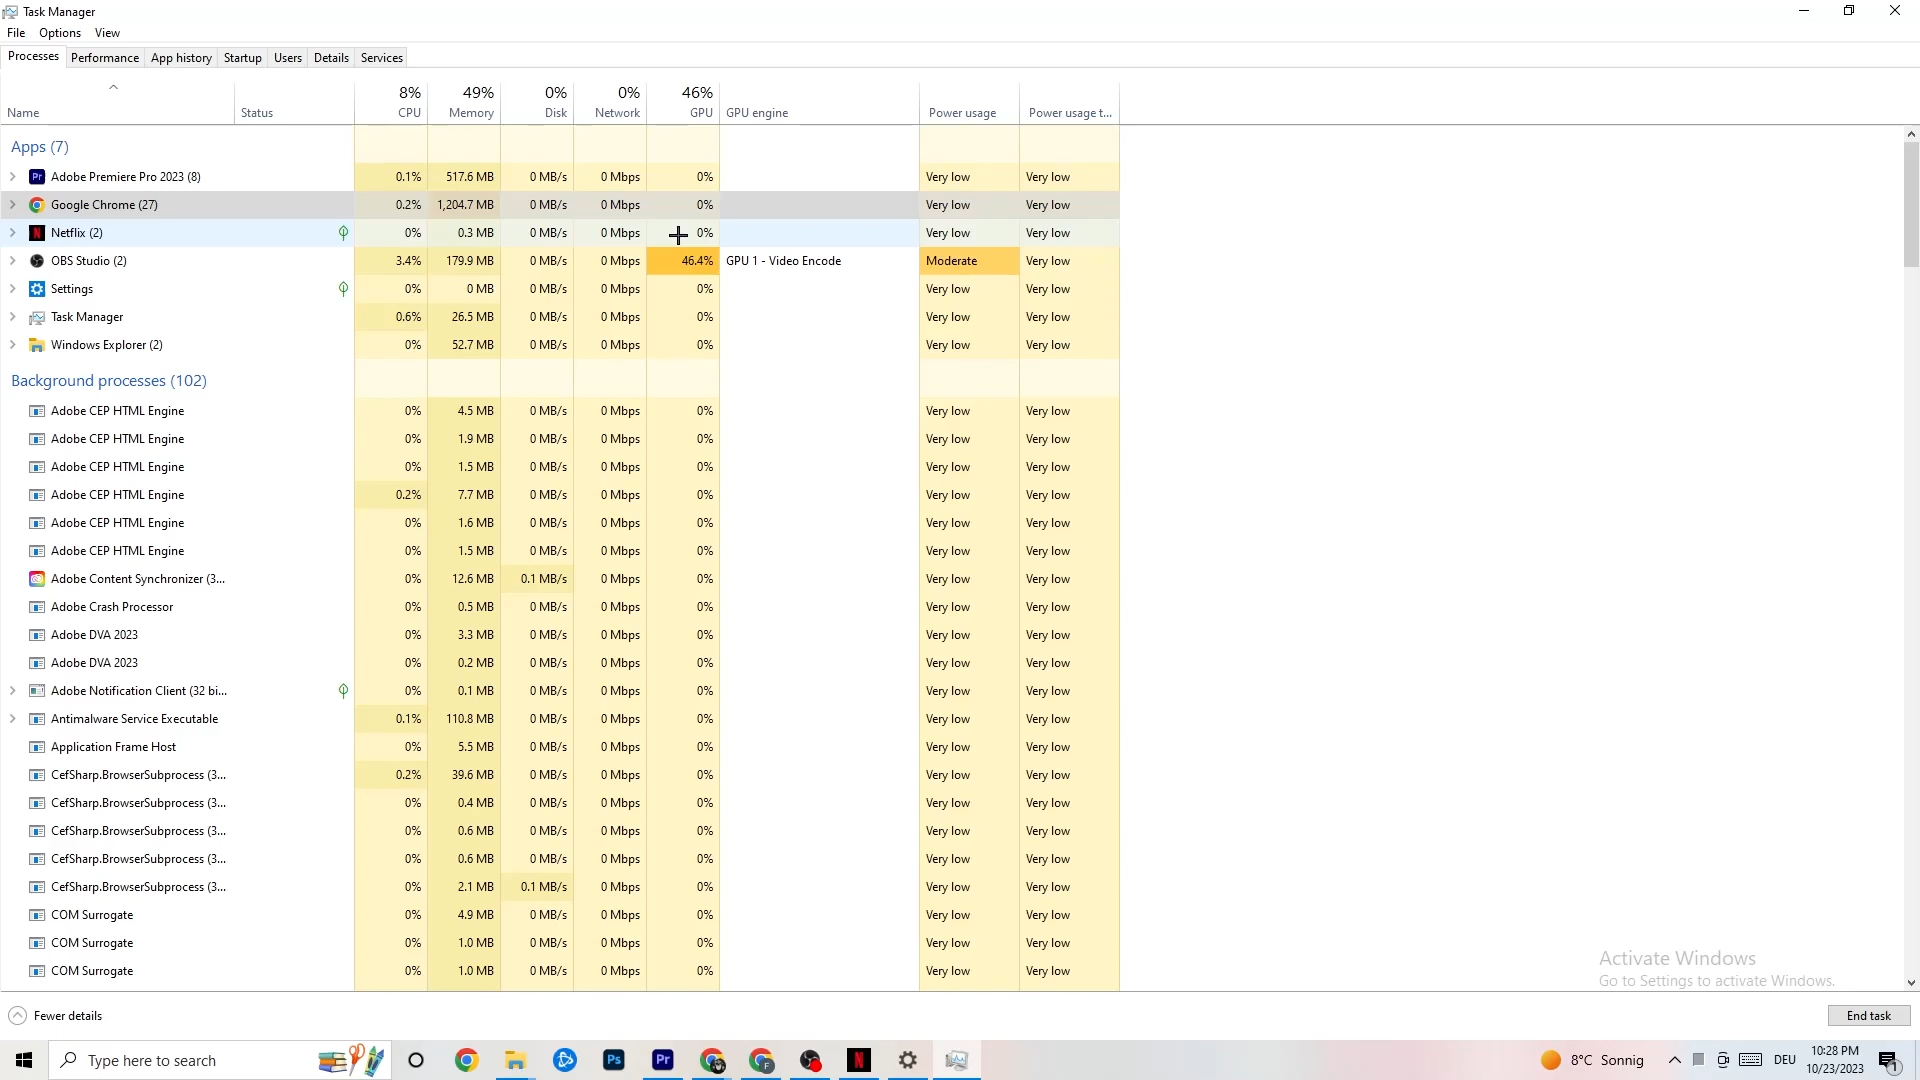 Task Manager
File Options View
Processes Performance App history Startup Users Details Services
8% 49% 0% 0% 46%
Name Status CPU Memory Disk Network GPU GPU engine Power usage Power usage t...
Apps (7)
Adobe Premiere Pro 2023 (8) 0.1% 517.6 MB 0 MB/s 0 Mbps 0% Very low Very low
Google Chrome (27) 0.2% 1,204.7 MB 0 MB/s 0 Mbps 0% Very low Very low
Netflix (2) 0% 0.3 MB 0 MB/s 0 Mbps 0% Very low Very low
OBS Studio (2) 3.4% 179.9 MB 0 MB/s 0 Mbps 46.4% GPU 1 - Video Encode Moderate Very low
Settings 0% 0 MB 0 MB/s 0 Mbps 0% Very low Very low
Task Manager 0.6% 26.5 MB 0 MB/s 0 Mbps 0% Very low Very low
Windows Explorer (2) 0% 52.7 MB 0 MB/s 0 Mbps 0% Very low Very low
Background processes (102)
Adobe CEP HTML Engine 0% 4.5 MB 0 MB/s 0 Mbps 0% Very low Very low
Adobe CEP HTML Engine 0% 1.9 MB 0 MB/s 0 Mbps 0% Very low Very low
Adobe CEP HTML Engine 0% 1.5 MB 0 MB/s 0 Mbps 0% Very low Very low
Adobe CEP HTML Engine 0.2% 7.7 MB 0 MB/s 0 Mbps 0% Very low Very low
Adobe CEP HTML Engine 0% 1.6 MB 0 MB/s 0 Mbps 0% Very low Very low
Adobe CEP HTML Engine 0% 1.5 MB 0 MB/s 0 Mbps 0% Very low Very low
Adobe Content Synchronizer (3... 0% 12.6 MB 0.1 MB/s 0 Mbps 0% Very low Very low
Adobe Crash Processor 0% 0.5 MB 0 MB/s 0 Mbps 0% Very low Very low
Adobe DVA 2023 0% 3.3 MB 0 MB/s 0 Mbps 0% Very low Very low
Adobe DVA 2023 0% 0.2 MB 0 MB/s 0 Mbps 0% Very low Very low
Adobe Notification Client (32 bi... 0% 0.1 MB 0 MB/s 0 Mbps 0% Very low Very low
Antimalware Service Executable 0.1% 110.8 MB 0 MB/s 0 Mbps 0% Very low Very low
Application Frame Host 0% 5.5 MB 0 MB/s 0 Mbps 0% Very low Very low
CefSharp.BrowserSubprocess (3... 0.2% 39.6 MB 0 MB/s 0 Mbps 0% Very low Very low
CefSharp.BrowserSubprocess (3... 0% 0.4 MB 0 MB/s 0 Mbps 0% Very low Very low
CefSharp.BrowserSubprocess (3... 0% 0.6 MB 0 MB/s 0 Mbps 0% Very low Very low
CefSharp.BrowserSubprocess (3... 0% 0.6 MB 0 MB/s 0 Mbps 0% Very low Very low
CefSharp.BrowserSubprocess (3... 0% 2.1 MB 0.1 MB/s 0 Mbps 0% Very low Very low
COM Surrogate 0% 4.9 MB 0 MB/s 0 Mbps 0% Very low Very low
COM Surrogate 0% 1.0 MB 0 MB/s 0 Mbps 0% Very low Very low
COM Surrogate 0% 1.0 MB 0 MB/s 0 Mbps 0% Very low Very low
Activate Windows
Go to Settings to activate Windows.
Fewer details End task
Type here to search Ps Pr F N 8°C Sonnig DEU 10:28 PM
10/23/2023 1